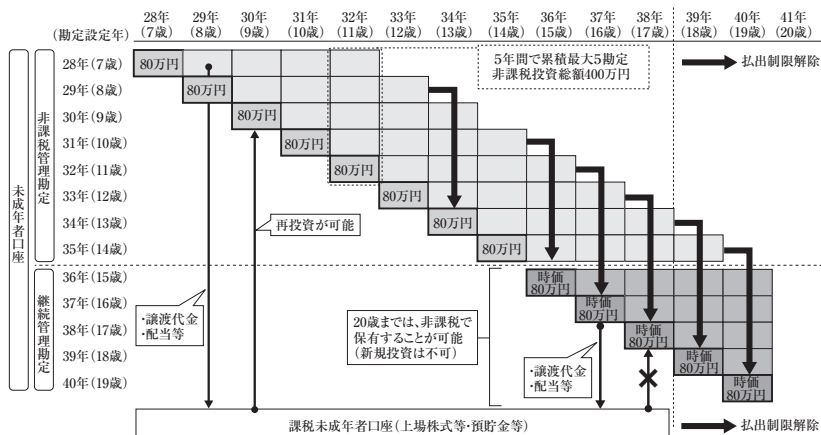 28年 29年 30年 31年 32年 33年 34年 35年 36年 37年 38年 39年 40年 41年
(勘定設定年) (7歳) (8歳) (9歳) (10歳) (11歳) (12歳) (13歳) (14歳) (15歳) (16歳) (17歳) (18歳) (19歳) (20歳)
未成年者口座
非課税管理勘定
28年(7歳) 80万円
29年(8歳) 80万円
30年(9歳) 80万円
31年(10歳) 80万円
32年(11歳) 80万円
33年(12歳) 80万円
34年(13歳) 80万円
35年(14歳) 80万円
5年間で累積最大5勘定
非課税投資総額400万円
払出制限解除
再投資が可能
継続管理勘定
36年(15歳) 時価
80万円
37年(16歳) 時価
80万円
38年(17歳) 時価
80万円
39年(18歳) 時価
80万円
40年(19歳) 時価
80万円
・譲渡代金
・配当等
20歳までは、非課税で
保有することが可能
(新規投資は不可)
・譲渡代金
・配当等
課税未成年者口座(上場株式等・預貯金等)
払出制限解除